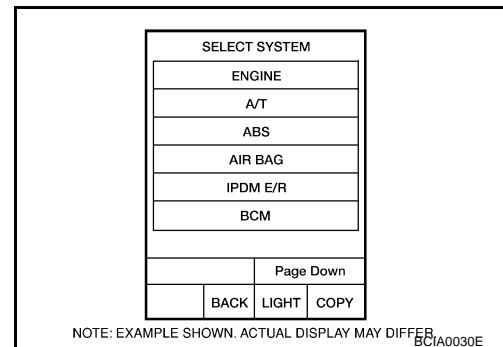 SELECT SYSTEM
ENGINE
A/T
ABS
AIR BAG
IPDM E/R
BCM
Page Down
BACK LIGHT COPY
NOTE: EXAMPLE SHOWN. ACTUAL DISPLAY MAY DIFFER.
BCIA0030E